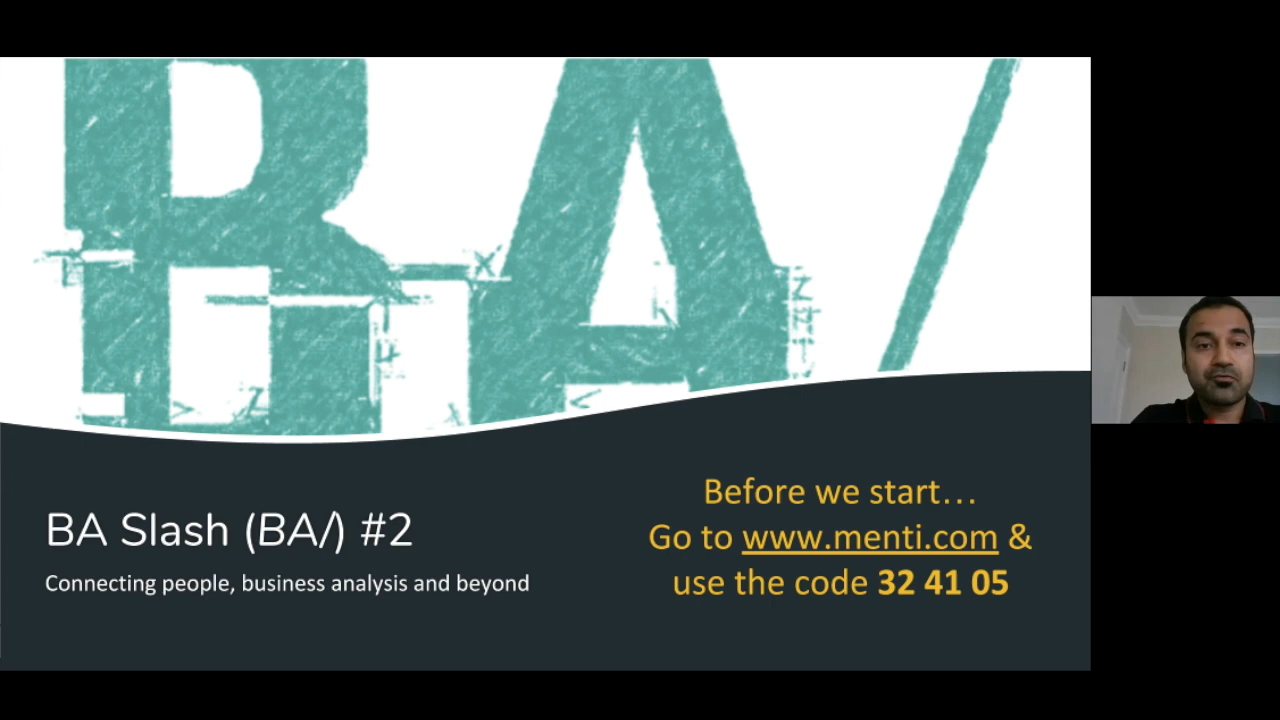 BA/
BA Slash (BA/) #2
Connecting people, business analysis and beyond
Before we start…
Go to www.menti.com &
use the code 32 41 05